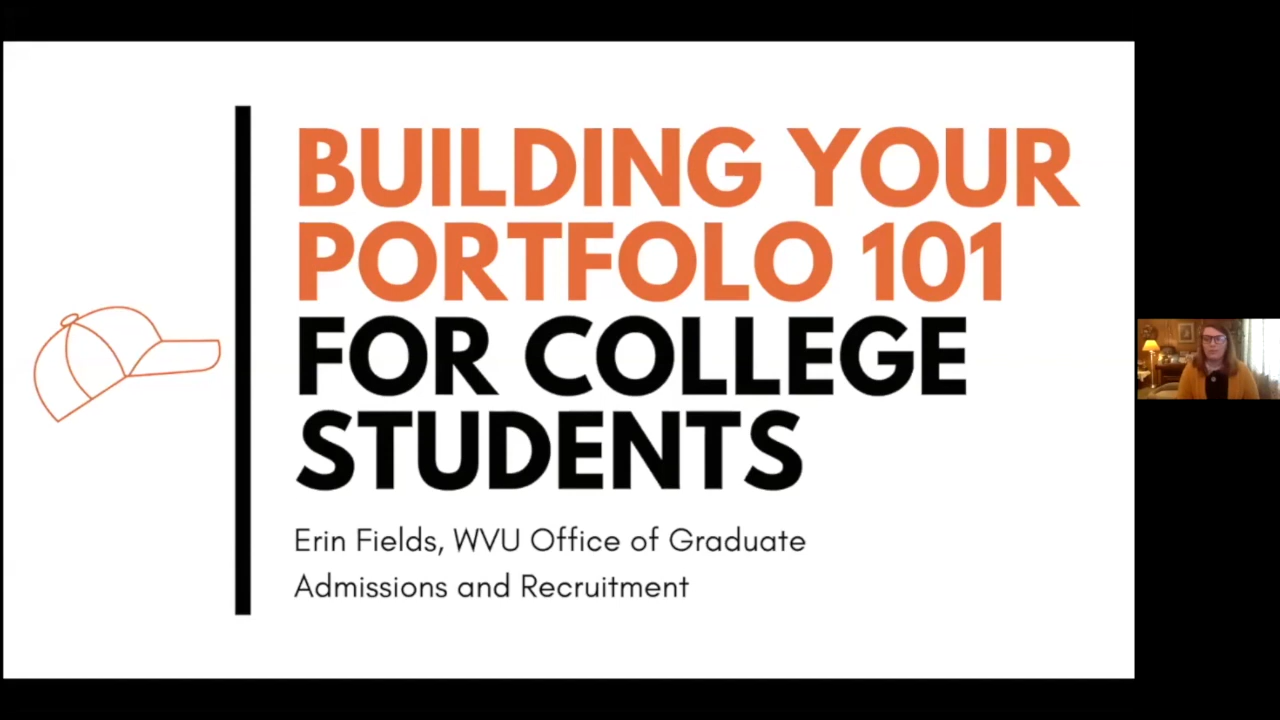 BUILDING YOUR
PORTFOLO 101
FOR COLLEGE
STUDENTS
Erin Fields, WVU Office of Graduate
Admissions and Recruitment